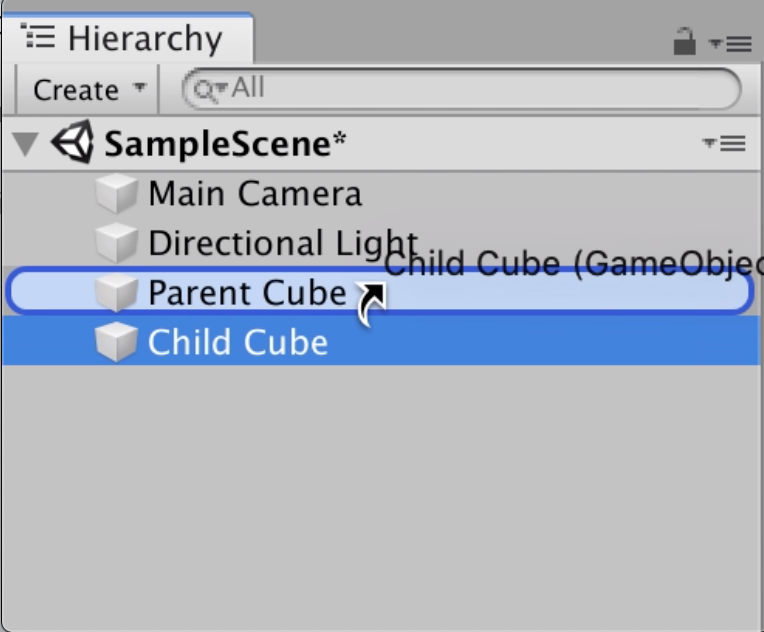 Hierarchy
Create
All
SampleScene*
Main Camera
Directional Light
Child Cube (GameObjec
Parent Cube
Child Cube